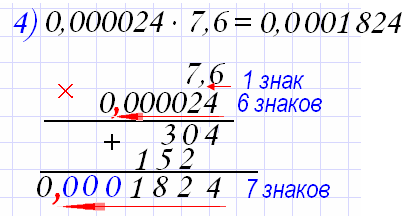 4) 0,000024 · 7,6 = 0,0001824
7,6 1 знак
× 0,000024 6 знаков
+ 304
152
0,0001824 7 знаков